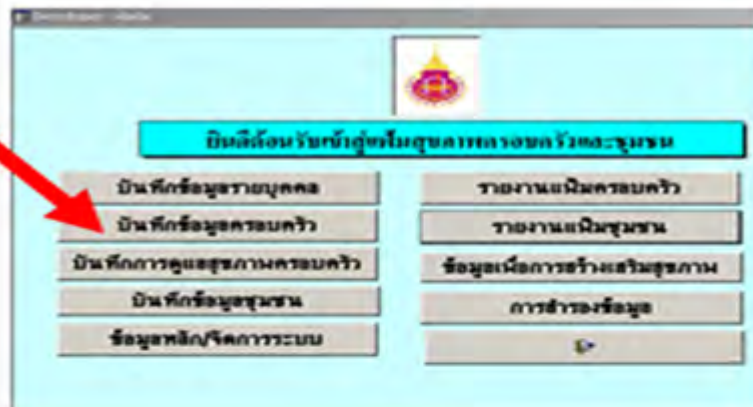 ยินดีต้อนรับเข้าสู่แฟ้มสุขภาพครอบครัวและชุมชน
บันทึกข้อมูลรายบุคคล
บันทึกข้อมูลครอบครัว
บันทึกการดูแลสุขภาพครอบครัว
บันทึกข้อมูลชุมชน
ข้อมูลหลัก/จัดการระบบ
รายงานแฟ้มครอบครัว
รายงานแฟ้มชุมชน
ข้อมูลเพื่อการสร้างเสริมสุขภาพ
การสำรองข้อมูล